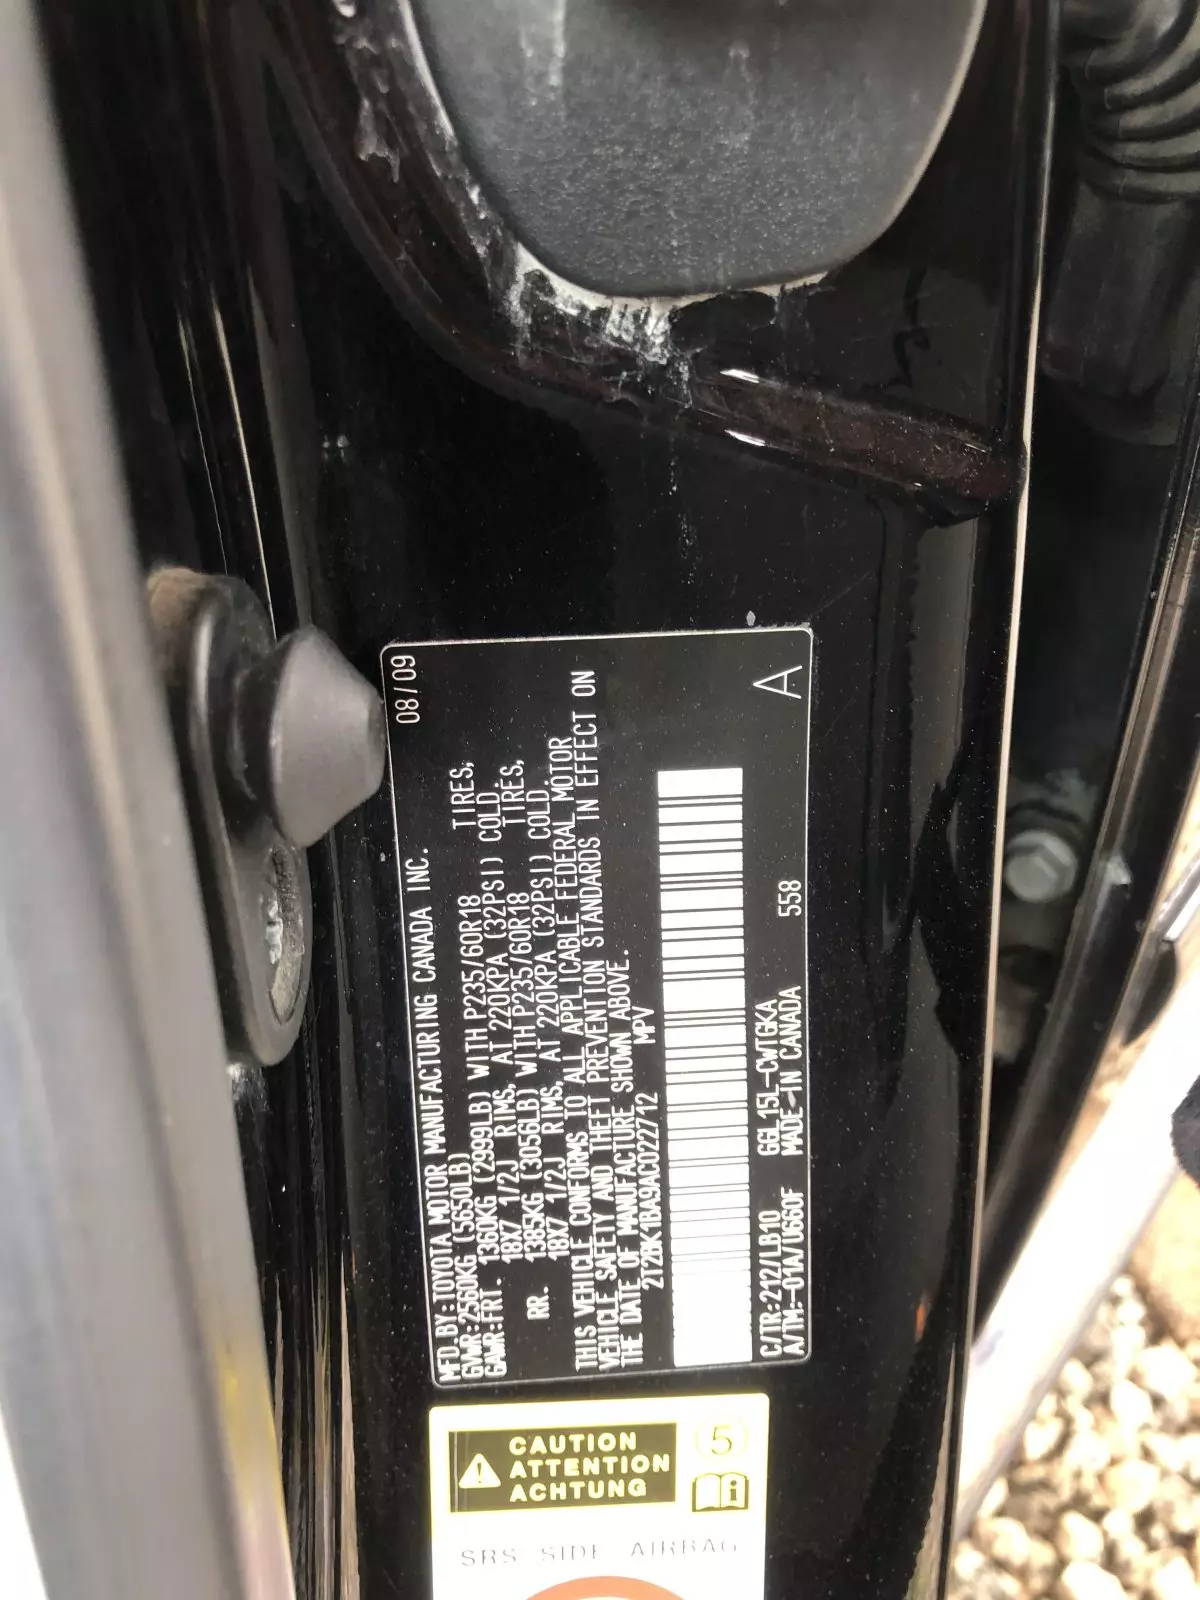 08/09
MFD.BY:TOYOTA MOTOR MANUFACTURING CANADA INC.
GVWR:2560KG (5650LB)
GAWR:FRT. 1360KG (2999LB) WITH P235/60R18 TIRES,
18X7 1/2J RIMS, AT 220KPA (32PSI) COLD.
RR. 1385KG (3056LB) WITH P235/60R18 TIRES,
18X7 1/2J RIMS, AT 220KPA (32PSI) COLD.
THIS VEHICLE CONFORMS TO ALL APPLICABLE FEDERAL MOTOR
VEHICLE SAFETY AND THEFT PREVENTION STANDARDS IN EFFECT ON
THE DATE OF MANUFACTURE SHOWN ABOVE.
2T2BK1BA9AC022712 MPV
C/TR:212/LB10 GGL15L-CWTGKA
A/TM:-01A/U660F MADE IN CANADA 558
A
CAUTION
ATTENTION
ACHTUNG
5
SRS SIDE AIRBAG